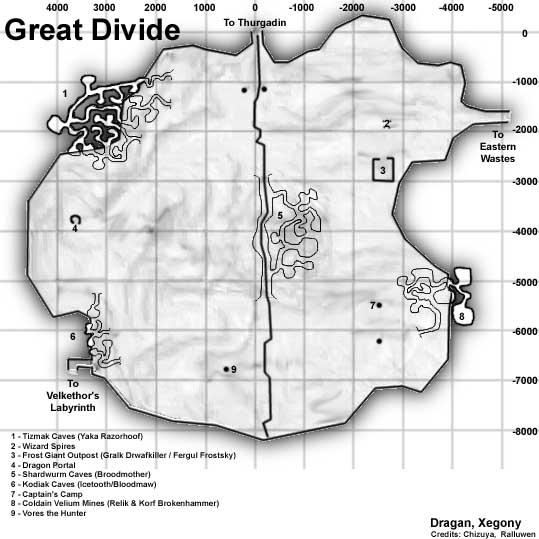 Great Divide
4000 3000 2000 1000 0 -1000 -2000 -3000 -4000 -5000
To Thurgadin
0
-1000
1
-2000
2
To
Eastern
Wastes
3
-3000
5
4
-4000
-5000
7
8
6
-6000
9
To
Velkethor's
Labyrinth
-7000
-8000
1 - Tizmak Caves (Yaka Razorhoof)
2 - Wizard Spires
3 - Frost Giant Outpost (Gralk Drwafkiller / Fergul Frostsky)
4 - Dragon Portal
5 - Shardwurm Caves (Broodmother)
6 - Kodiak Caves (Icetooth/Bloodmaw)
7 - Captain's Camp
8 - Coldain Velium Mines (Relik & Korf Brokenhammer)
9 - Vores the Hunter
Dragan, Xegony
Credits: Chizuya, Ralluwen